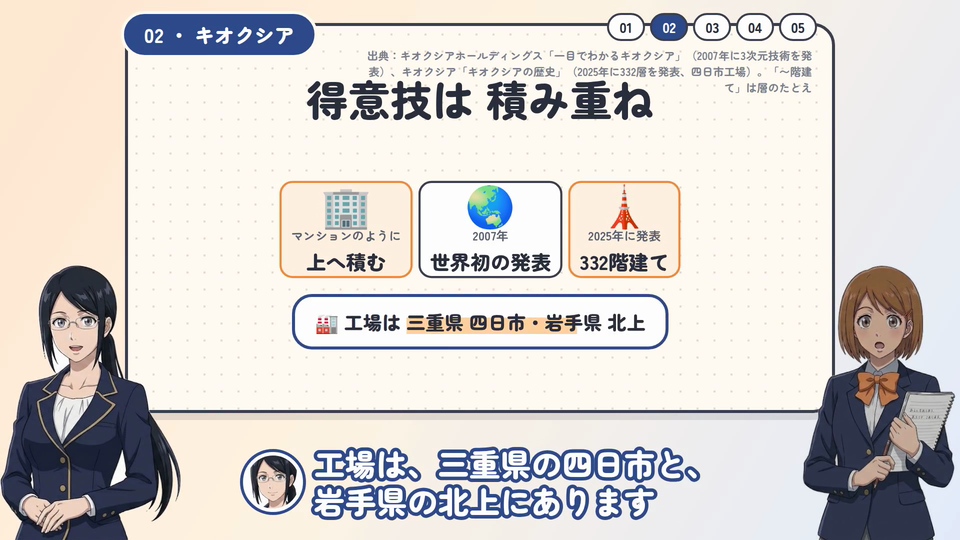 02 ・ キオクシア
01 02 03 04 05
出典：キオクシアホールディングス「一目でわかるキオクシア」（2007年に3次元技術を発
表）、キオクシア「キオクシアの歴史」（2025年に332層を発表、四日市工場）。「〜階建
て」は層のたとえ
得意技は 積み重ね
マンションのように
上へ積む
2007年
世界初の発表
2025年に発表
332階建て
工場は 三重県 四日市・岩手県 北上
工場は、三重県の四日市と、
岩手県の北上にあります